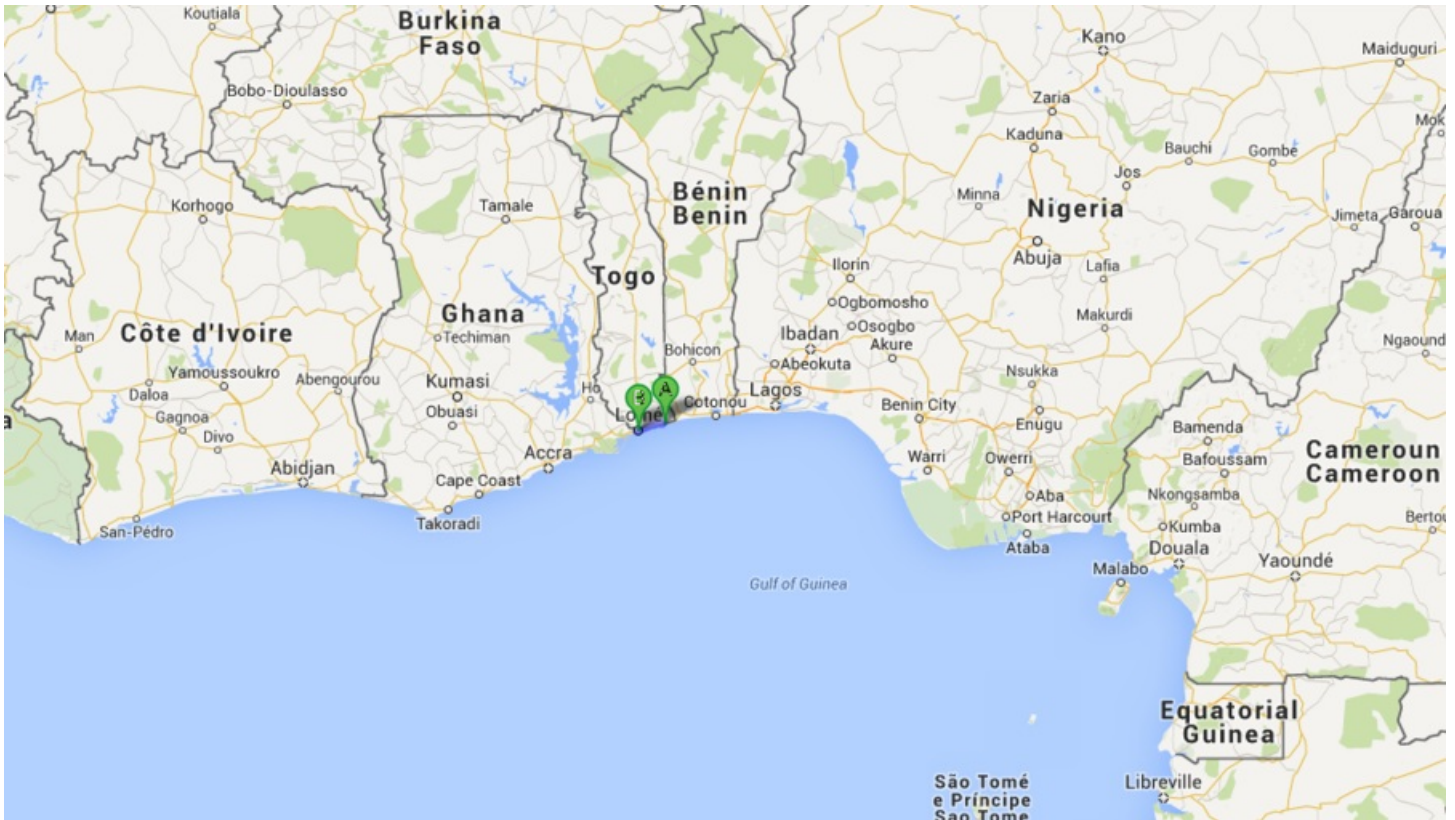 Koutiala
Burkina
Faso
Kano
Maiduguri
Bobo-Dioulasso
Zaria
Kaduna
Bauchi
Gombe
Jos
Korhogo
Tamale
Bénin
Benin
Minna
Nigeria
Jimeta
Garoua
Abuja
Togo
Ilorin
Lafia
Ghana
Ogbomosho
Man
Côte d'Ivoire
Techiman
Ibadan
Osogbo
Makurdi
Akure
Bohicon
Abeokuta
Yamoussoukro
Abengourou
Kumasi
Ho
Nsukka
Daloa
Lagos
Cotonou
Gagnoa
Obuasi
Benin City
Enugu
Divo
Bamenda
Accra
Warri
Owerri
Bafoussam
Cameroun
Cameroon
Abidjan
Cape Coast
Aba
Nkongsamba
Takoradi
Port Harcourt
Kumba
San-Pédro
Ataba
Douala
Yaoundé
Malabo
Gulf of Guinea
Equatorial
Guinea
São Tomé
e Príncipe
Sao Tome
Libreville